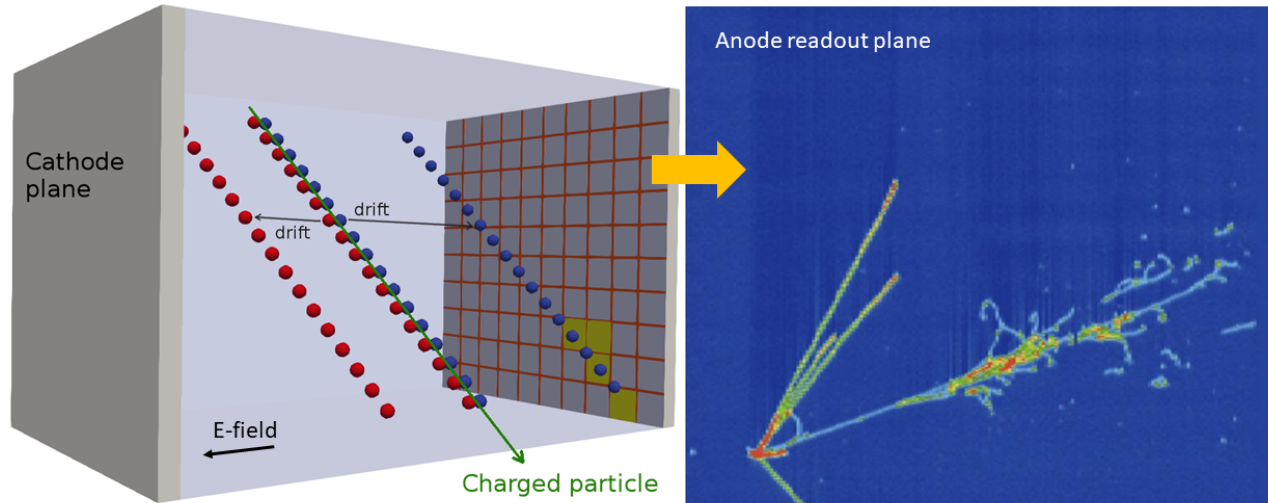 Cathode
plane
drift
drift
E-field
Charged particle
Anode readout plane